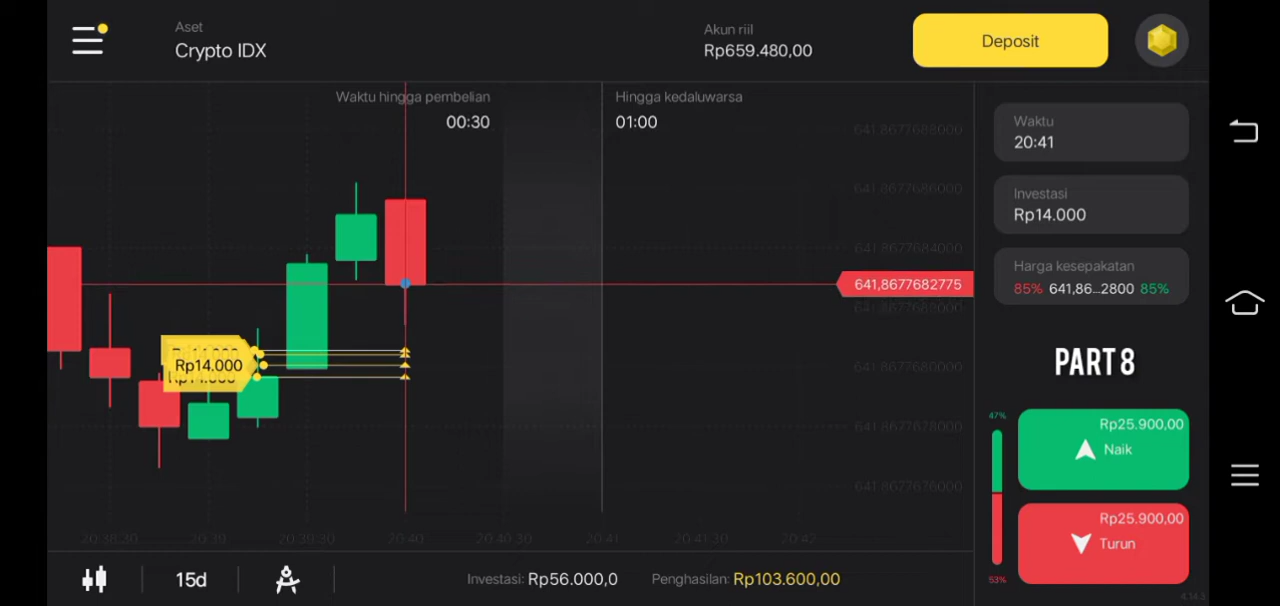 Aset
Crypto IDX
Akun riil
Rp659.480,00
Deposit
Waktu hingga pembelian
00:30
Hingga kedaluwarsa
01:00
641,8677688000
641,8677686000
641,8677684000
641,8677682775
641,8677680000
641,8677678000
641,8677676000
Rp14.000
20:38:30
20:39
20:39:30
20:40
20:40:30
20:41
20:41:30
20:42
Waktu
20:41
Investasi
Rp14.000
Harga kesepakatan
85% 641,86...2800 85%
PART 8
47%
Rp25.900,00
Naik
Rp25.900,00
Turun
53%
15d
Investasi: Rp56.000,0
Penghasilan: Rp103.600,00
4.14.3